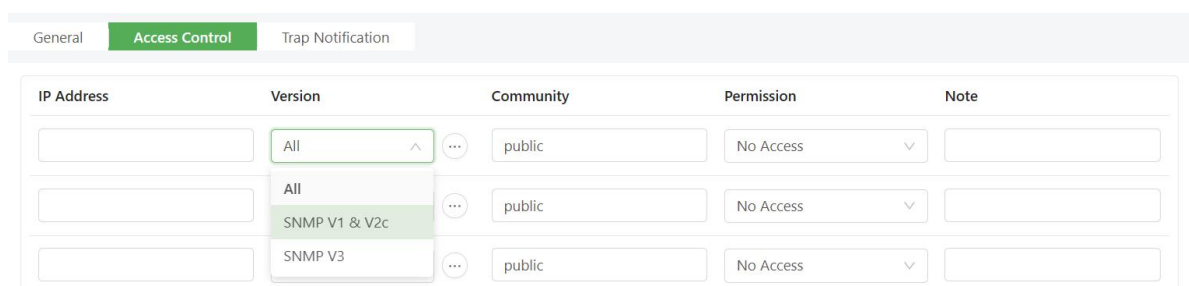 General Access Control Trap Notification
IP Address Version Community Permission Note
All ... public No Access
All
... public No Access
SNMP V1 & V2c
SNMP V3
... public No Access